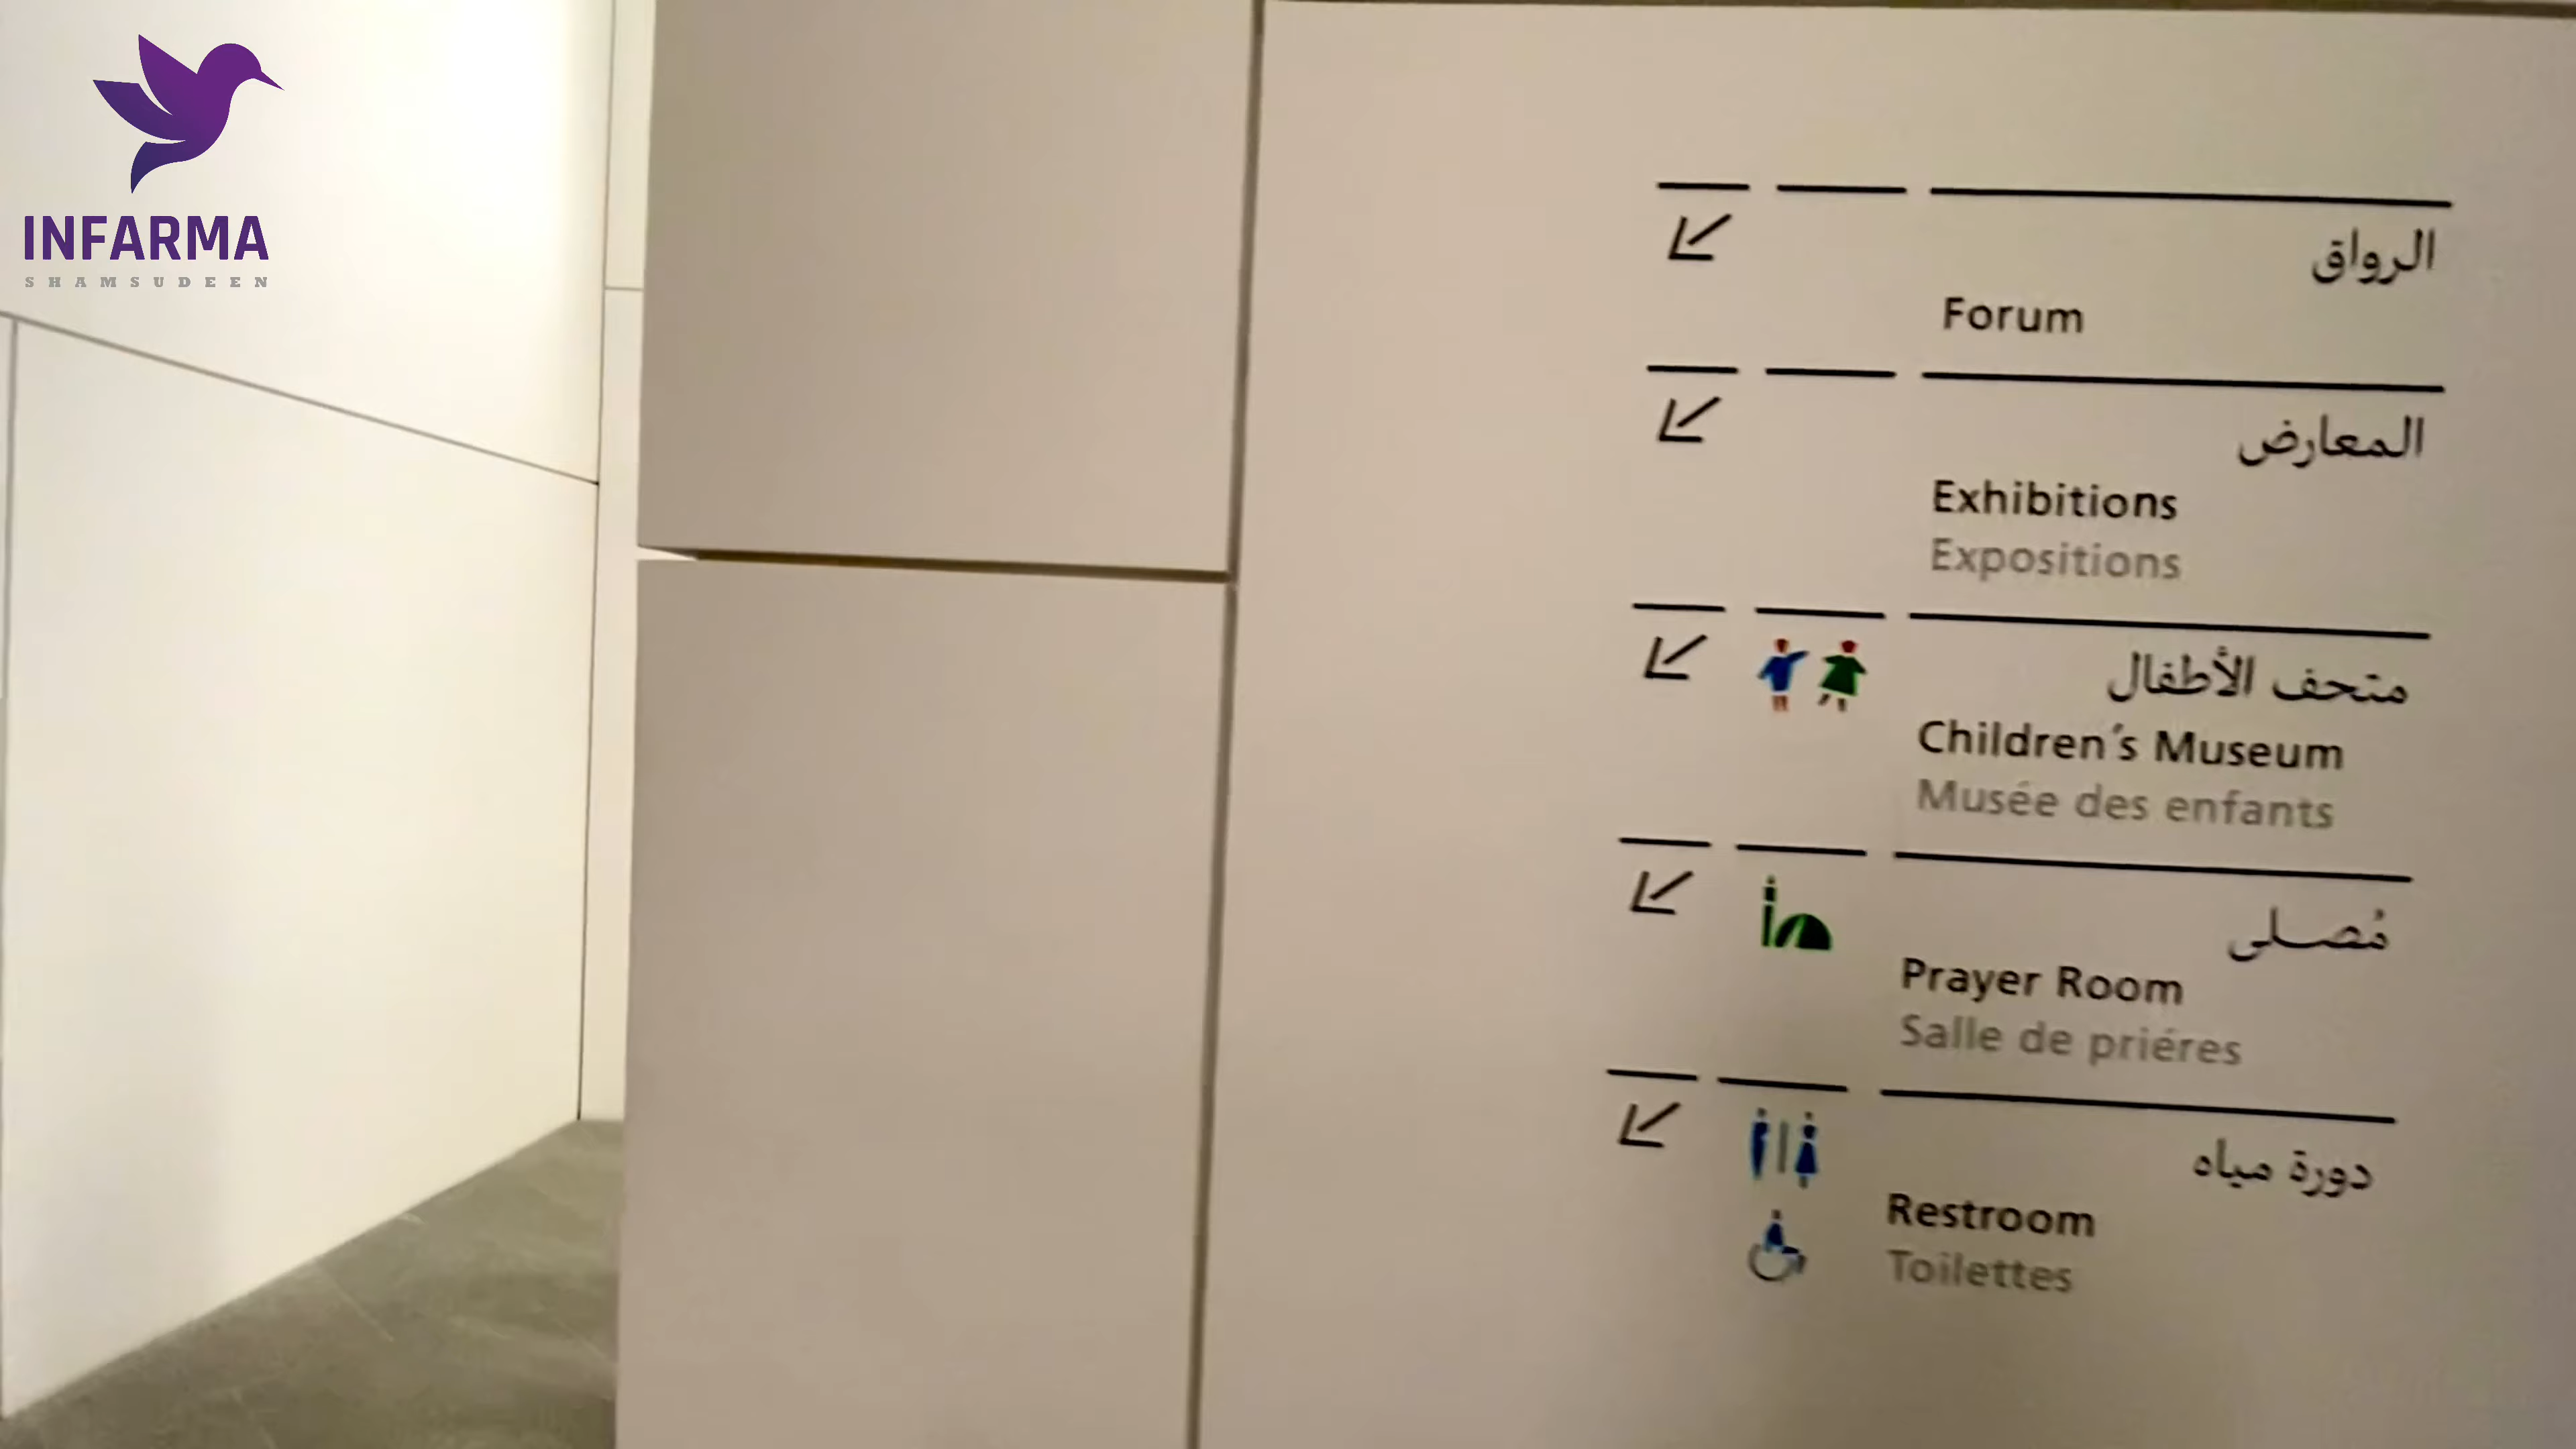 INFARMA
SHAMSUDEEN
الرواق
Forum
المعارض
Exhibitions
Expositions
متحف الأطفال
Children's Museum
Musée des enfants
مُصلى
Prayer Room
Salle de priéres
دورة مياه
Restroom
Toilettes